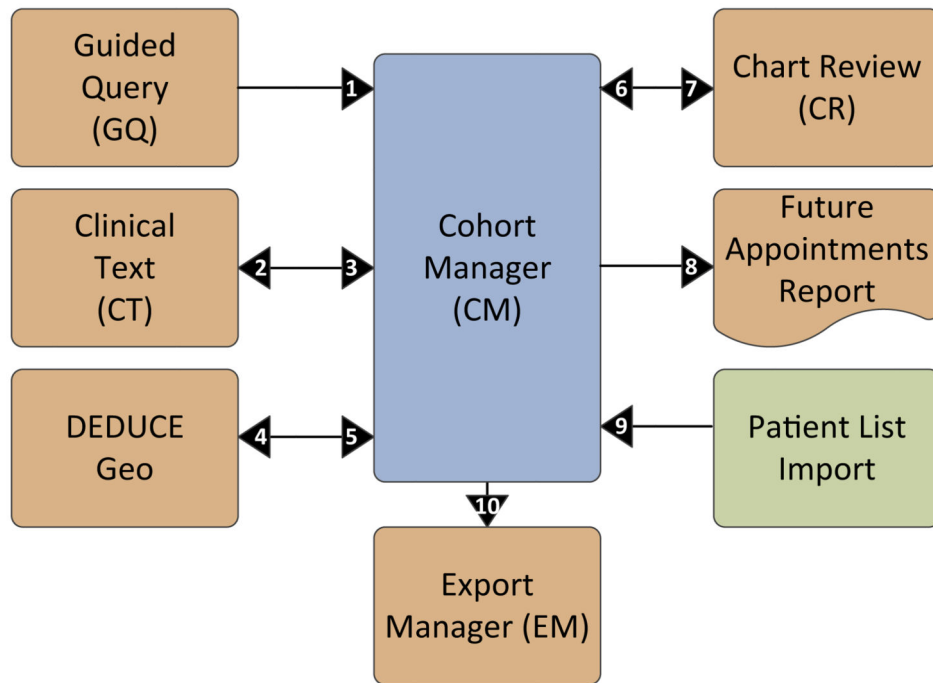 Guided
Query
(GQ)
1
Cohort
Manager
(CM)
6
7
Chart Review
(CR)
Clinical
Text
(CT)
2
3
8
Future
Appointments
Report
DEDUCE
Geo
4
5
9
Patient List
Import
10
Export
Manager (EM)